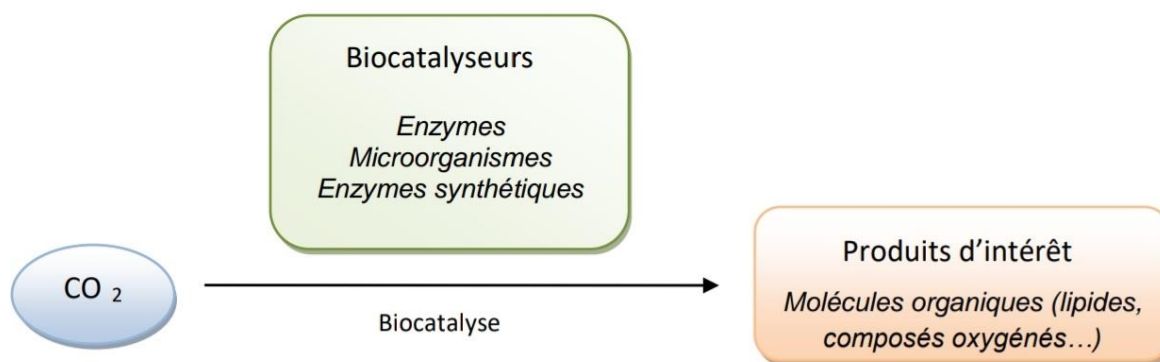 Biocatalyseurs
Enzymes
Microorganismes
Enzymes synthétiques
CO 2
Biocatalyse
Produits d'intérêt
Molécules organiques (lipides,
composés oxygénés…)